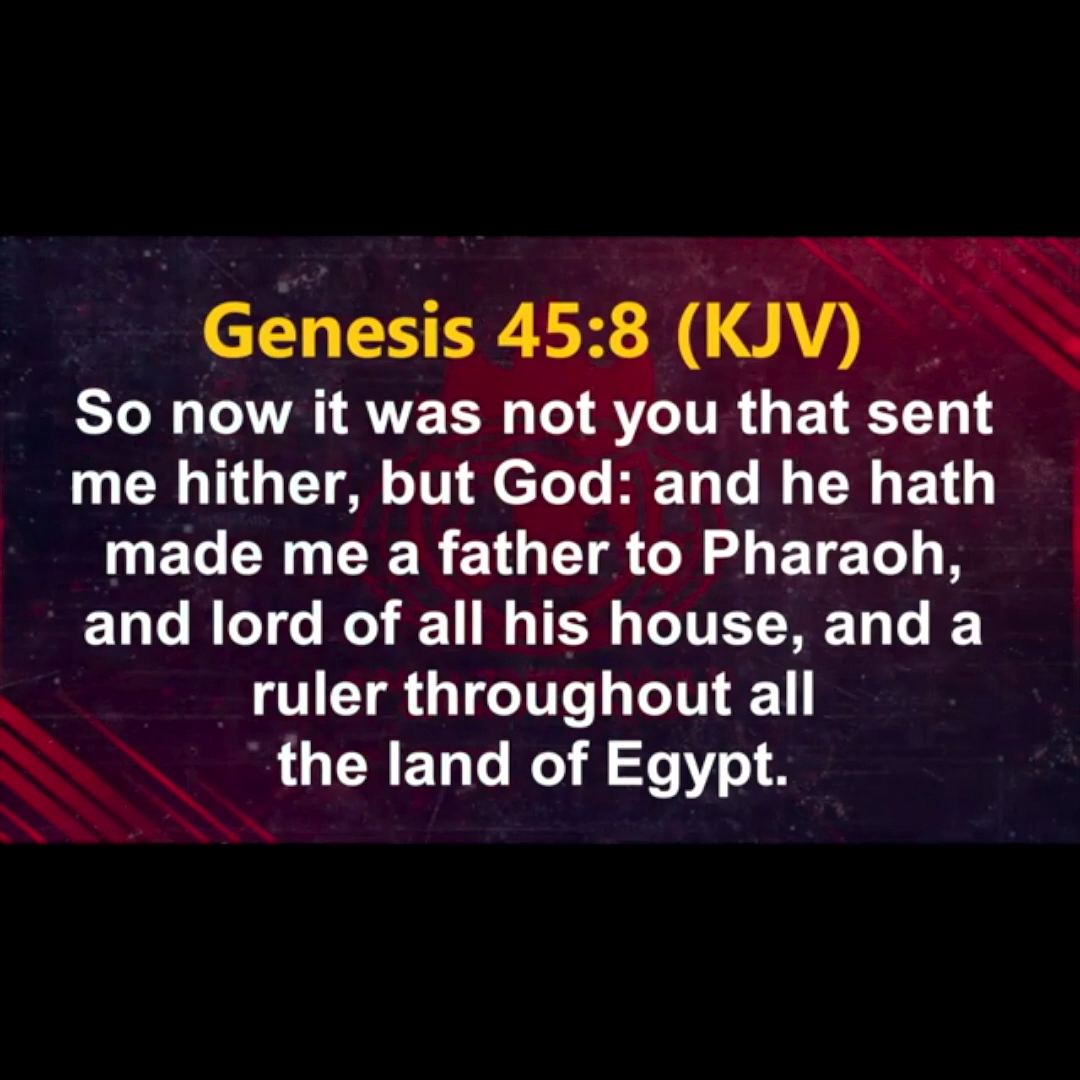 Genesis 45:8 (KJV)
So now it was not you that sent
me hither, but God: and he hath
made me a father to Pharaoh,
and lord of all his house, and a
ruler throughout all
the land of Egypt.